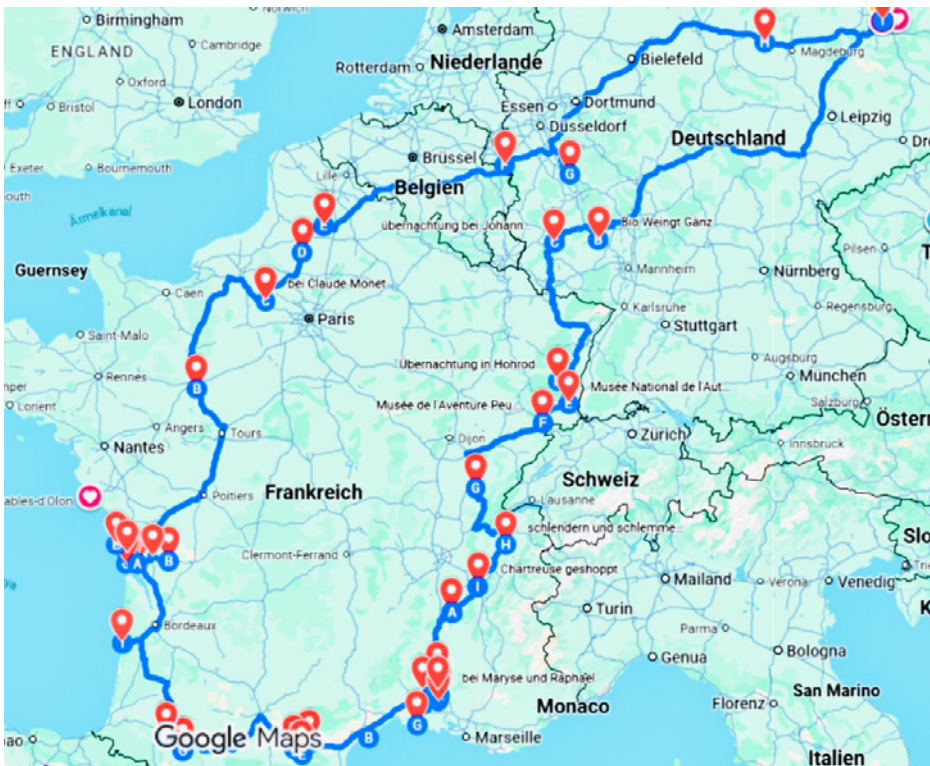 Norwich
Birmingham
Amsterdam
ENGLAND
Cambridge
Magdeburg
Niederlande
Bielefeld
Rotterdam
Oxford
Essen
Dortmund
Bristol
London
Leipzig
Düsseldorf
Deutschland
Brüssel
Exeter
Bournemouth
Lille
G
Belgien
Ärmelkanal
übernachtung bei Johann...
Bio Weingt Ganz
B
D
Pilsen
Guernsey
Mannheim
Nürnberg
bei Claude Monet
Caen
Karlsruhe
Regensburg
Paris
Stuttgart
Saint-Malo
Augsburg
Übernachtung in Hohrod
Rennes
München
B
Musée National de l'Aut...
Lorient
Salzburg
Musée de l'Aventure Peu...
F
Angers
Tours
Dijon
Zürich
Innsbruck
Nantes
Schweiz
G
Poitiers
Frankreich
Lausanne
schlendern und schlemme...
H
Clermont-Ferrand
A
B
Chartreuse geshoppt
I
Mailand
Verona
Venedig
A
Turin
Bordeaux
Parma
Bologna
Genua
bei Maryse und Raphael
San Marino
Monaco
Florenz
G
B
Google Maps
Marseille
E
Italien